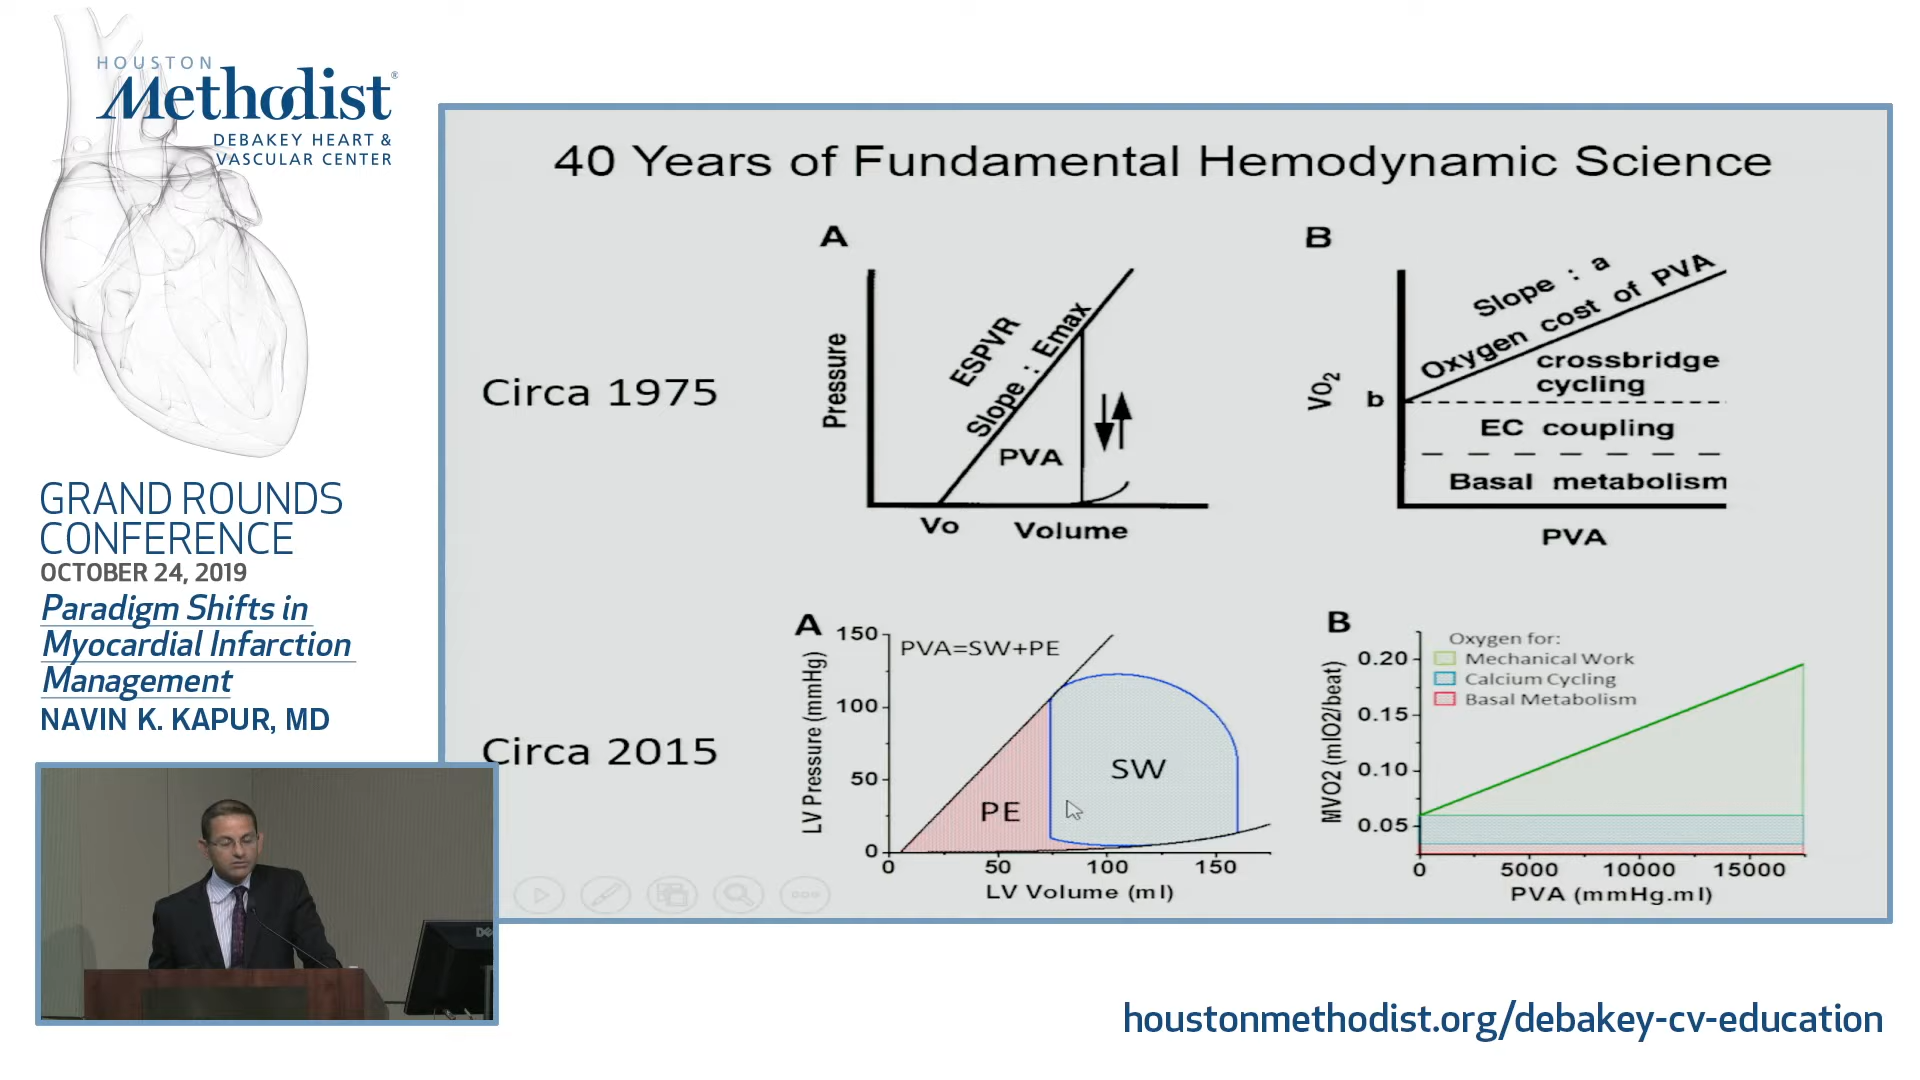 HOUSTON
Methodist®
DEBAKEY HEART &
VASCULAR CENTER
GRAND ROUNDS
CONFERENCE
OCTOBER 24, 2019
Paradigm Shifts in
Myocardial Infarction
Management
NAVIN K. KAPUR, MD
40 Years of Fundamental Hemodynamic Science
Circa 1975
A
Pressure
ESPVR
Slope : Emax
PVA
Vo
Volume
B
VO2
b
Slope : a
Oxygen cost of PVA
crossbridge
cycling
EC coupling
Basal metabolism
PVA
Circa 2015
A
LV Pressure (mmHg)
150
100
50
0
PVA=SW+PE
PE
SW
0 50 100 150
LV Volume (ml)
B
MVO2 (mlO2/beat)
0.20
0.15
0.10
0.05
Oxygen for:
Mechanical Work
Calcium Cycling
Basal Metabolism
0 5000 10000 15000
PVA (mmHg.ml)
houstonmethodist.org/debakey-cv-education